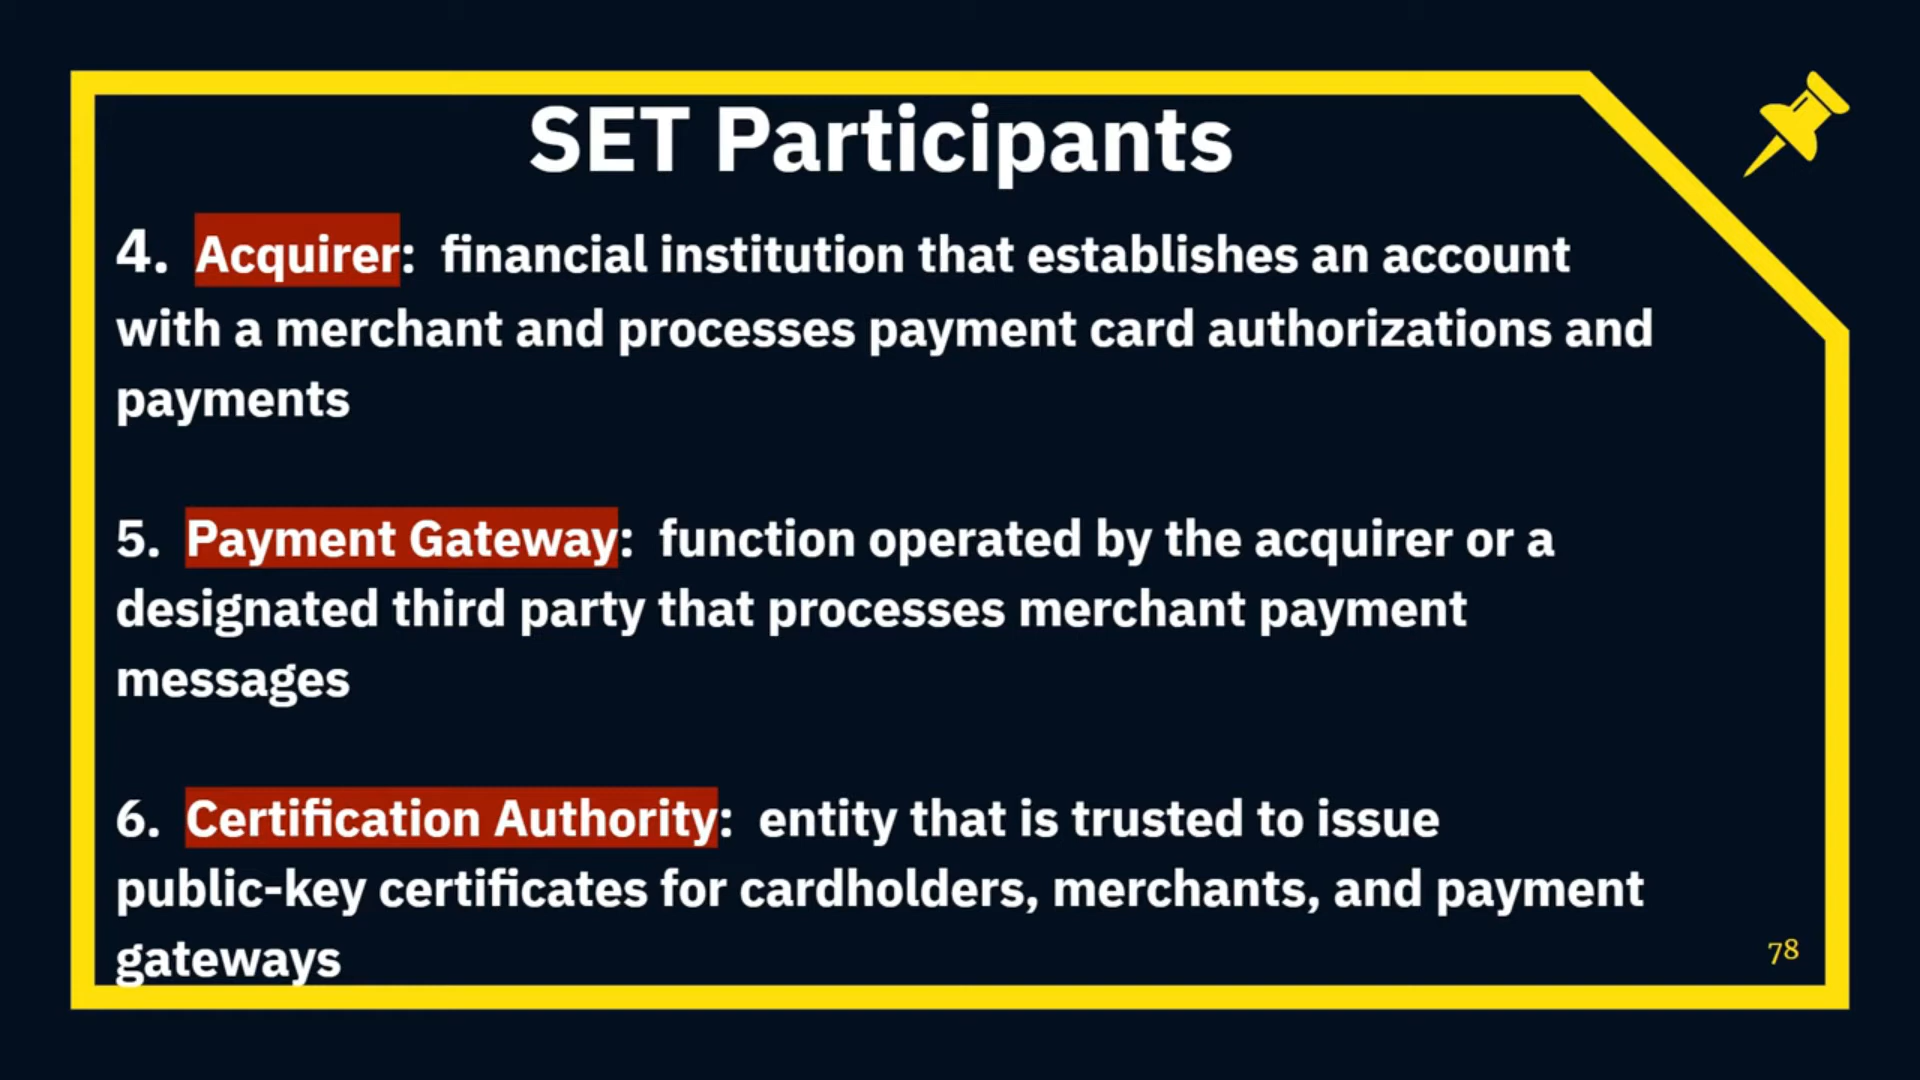 SET Participants
4. Acquirer: financial institution that establishes an account
with a merchant and processes payment card authorizations and
payments
5. Payment Gateway: function operated by the acquirer or a
designated third party that processes merchant payment
messages
6. Certification Authority: entity that is trusted to issue
public-key certificates for cardholders, merchants, and payment
gateways
78